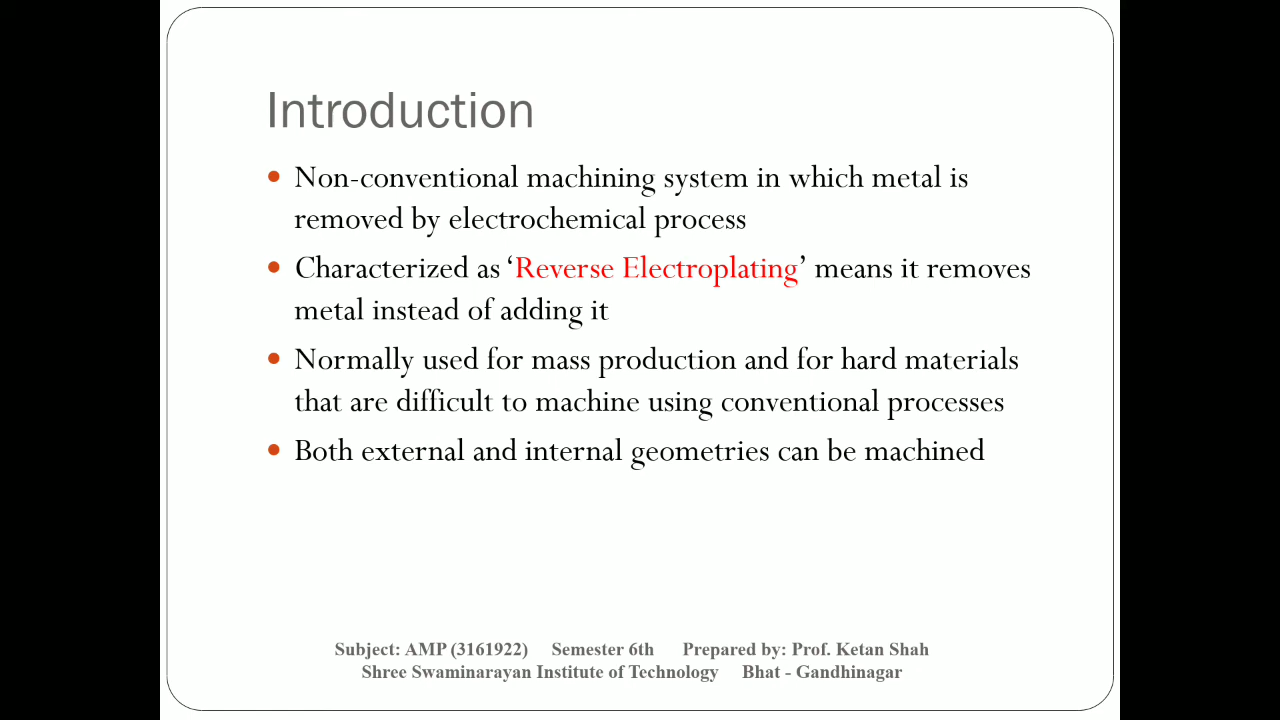 Introduction
• Non-conventional machining system in which metal is
removed by electrochemical process
• Characterized as ‘Reverse Electroplating’ means it removes
metal instead of adding it
• Normally used for mass production and for hard materials
that are difficult to machine using conventional processes
• Both external and internal geometries can be machined
Subject: AMP (3161922) Semester 6th Prepared by: Prof. Ketan Shah
Shree Swaminarayan Institute of Technology Bhat - Gandhinagar